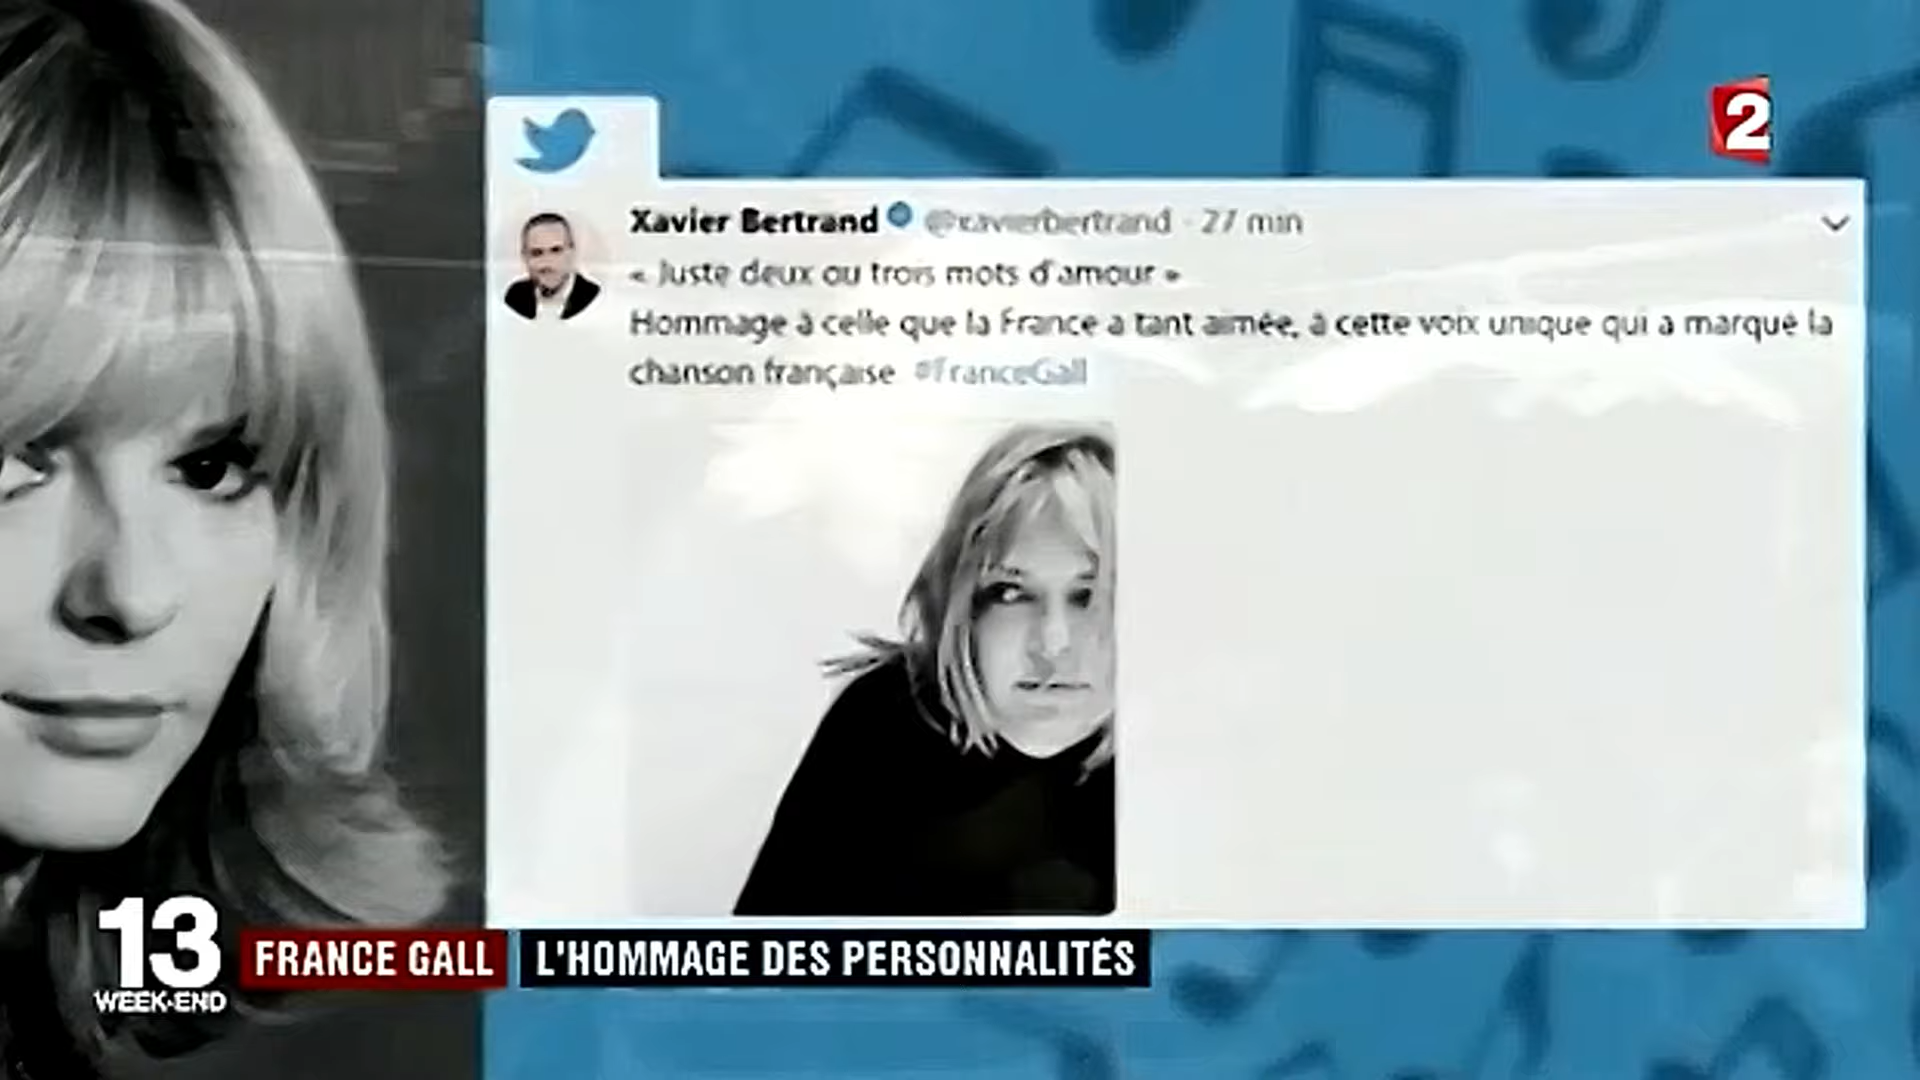 2
Xavier Bertrand @xavierbertrand · 27 min
« Juste deux ou trois mots d'amour »
Hommage à celle que la France a tant aimée, à cette voix unique qui a marqué la
chanson française #FranceGall
13
WEEK-END
FRANCE GALL L'HOMMAGE DES PERSONNALITÉS